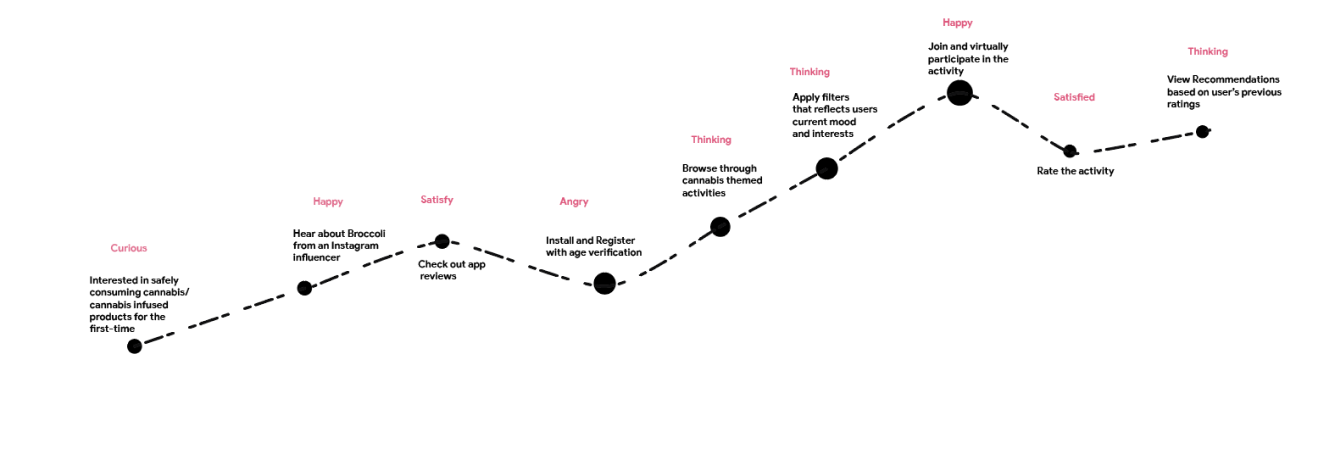 Curious
Interested in safely
consuming cannabis/
cannabis infused
products for the
first-time
Happy
Hear about Broccoli
from an Instagram
influencer
Satisfy
Check out app
reviews
Angry
Install and Register
with age verification
Thinking
Browse through
cannabis themed
activities
Thinking
Apply filters
that reflects users
current mood
and interests
Happy
Join and virtually
participate in the
activity
Satisfied
Rate the activity
Thinking
View Recommendations
based on user's previous
ratings